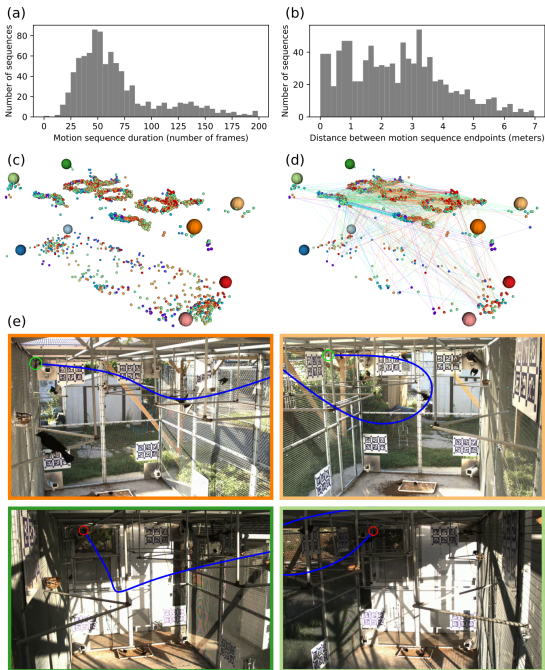 (a)
(b)
80
60
40
20
0
Number of sequences
0
25
50
75
100
125
150
175
200
Motion sequence duration (number of frames)
40
20
0
Number of sequences
0
1
2
3
4
5
6
7
Distance between motion sequence endpoints (meters)
(c)
(d)
(e)